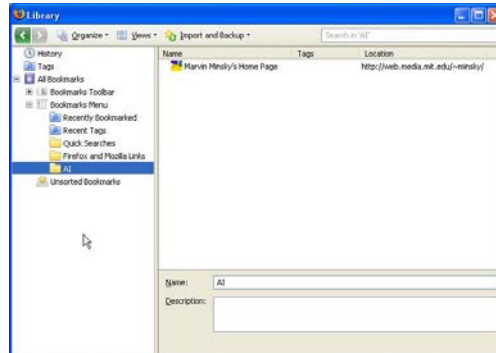 Library
Organize Views Import and Backup Search in 'AI'
History
Tags
All Bookmarks
Bookmarks Toolbar
Bookmarks Menu
Recently Bookmarked
Recent Tags
Quick Searches
Firefox and Mozilla Links
AI
Unsorted Bookmarks
Name Tags Location
Marvin Minsky's Home Page http://web.media.mit.edu/~minsky/
Name: AI
Description: